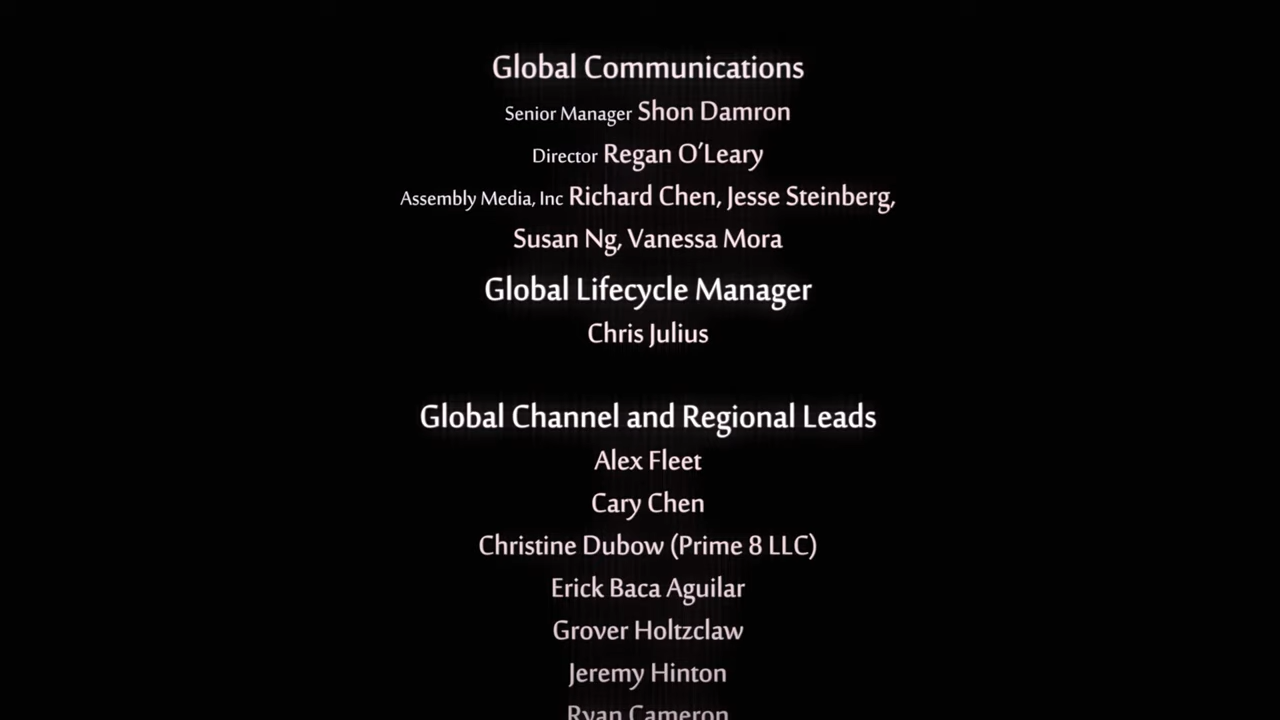 Global Communications
Senior Manager Shon Damron
Director Regan O’Leary
Assembly Media, Inc Richard Chen, Jesse Steinberg,
Susan Ng, Vanessa Mora
Global Lifecycle Manager
Chris Julius
Global Channel and Regional Leads
Alex Fleet
Cary Chen
Christine Dubow (Prime 8 LLC)
Erick Baca Aguilar
Grover Holtzclaw
Jeremy Hinton
Ryan Cameron